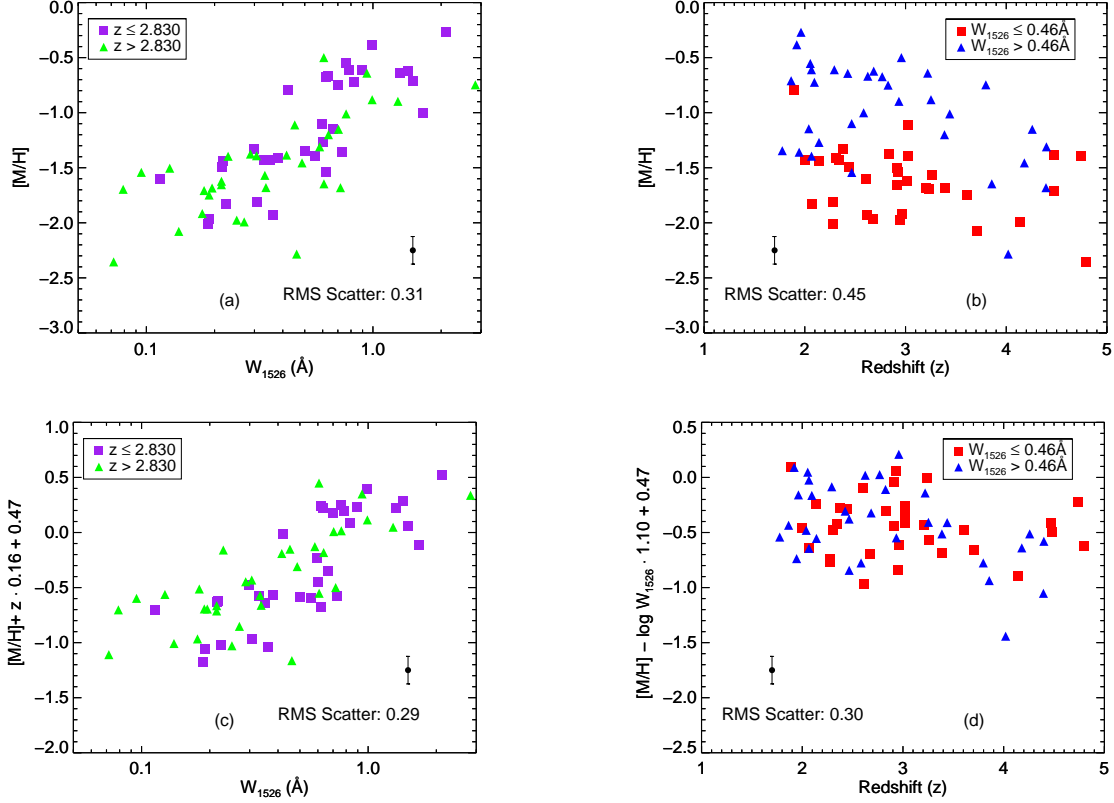 z ≤ 2.830
z > 2.830
0.0
−0.5
−1.0
−1.5
−2.0
−2.5
−3.0
[M/H]
(a)
RMS Scatter: 0.31
0.1
1.0
W1526 (Å)
W1526 ≤ 0.46Å
W1526 > 0.46Å
0.0
−0.5
−1.0
−1.5
−2.0
−2.5
−3.0
[M/H]
RMS Scatter: 0.45
(b)
1
2
3
4
5
Redshift (z)
z ≤ 2.830
z > 2.830
1.0
0.5
0.0
−0.5
−1.0
−1.5
−2.0
[M/H]+ z · 0.16 + 0.47
(c)
RMS Scatter: 0.29
0.1
1.0
W1526 (Å)
W1526 ≤ 0.46Å
W1526 > 0.46Å
0.5
0.0
−0.5
−1.0
−1.5
−2.0
−2.5
[M/H] − log W1526 · 1.10 + 0.47
RMS Scatter: 0.30
(d)
1
2
3
4
5
Redshift (z)